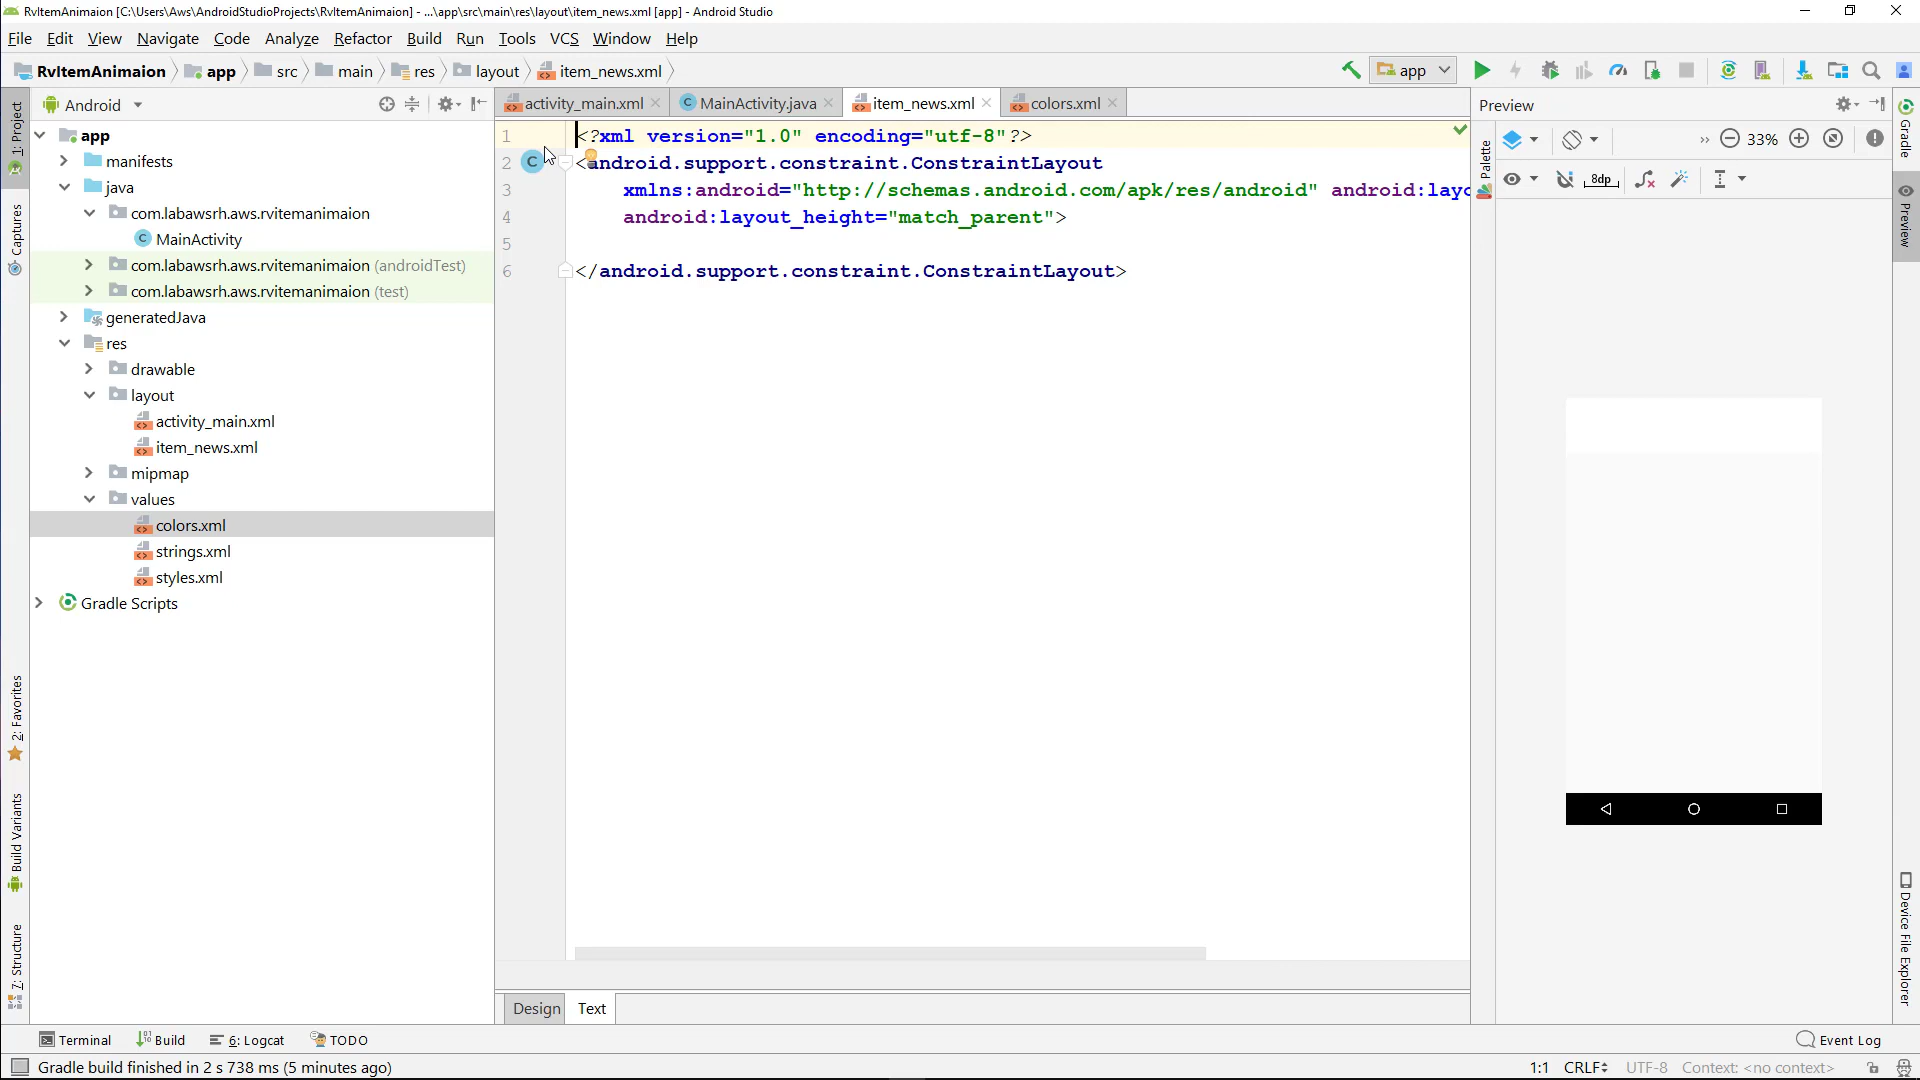 RvItemAnimaion [C:\Users\Aws\AndroidStudioProjects\RvItemAnimaion] - ...\app\src\main\res\layout\item_news.xml [app] - Android Studio
File Edit View Navigate Code Analyze Refactor Build Run Tools VCS Window Help
RvItemAnimaion app src main res layout item_news.xml app
Android
activity_main.xml MainActivity.java item_news.xml colors.xml
Preview
app
manifests
java
com.labawsrh.aws.rvitemanimaion
MainActivity
com.labawsrh.aws.rvitemanimaion (androidTest)
com.labawsrh.aws.rvitemanimaion (test)
generatedJava
res
drawable
layout
activity_main.xml
item_news.xml
mipmap
values
colors.xml
strings.xml
styles.xml
Gradle Scripts
1 <?xml version="1.0" encoding="utf-8"?>
2 <android.support.constraint.ConstraintLayout
3 xmlns:android="http://schemas.android.com/apk/res/android" android:layo
4 android:layout_height="match_parent">
5
6 </android.support.constraint.ConstraintLayout>
33%
8dp
1: Project
Captures
2: Favorites
Build Variants
7: Structure
Palette
Gradle
Preview
Device File Explorer
Design Text
Terminal Build 6: Logcat TODO Event Log
Gradle build finished in 2 s 738 ms (5 minutes ago) 1:1 CRLF UTF-8 Context: <no context>